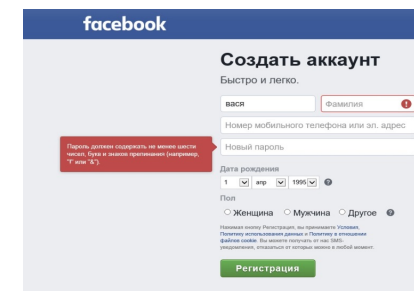 facebook
Создать аккаунт
Быстро и легко.
вася
Фамилия
Номер мобильного телефона или эл. адрес
Новый пароль
Пароль должен содержать не менее шести
чисел, букв и знаков препинания (например,
"!" или "&").
Дата рождения
1 апр 1995
Пол
Женщина Мужчина Другое
Нажимая кнопку Регистрация, вы принимаете Условия,
Политику использования данных и Политику в отношении
файлов cookie. Вы можете получать от нас SMS-
уведомления, отказаться от которых можно в любой момент.
Регистрация